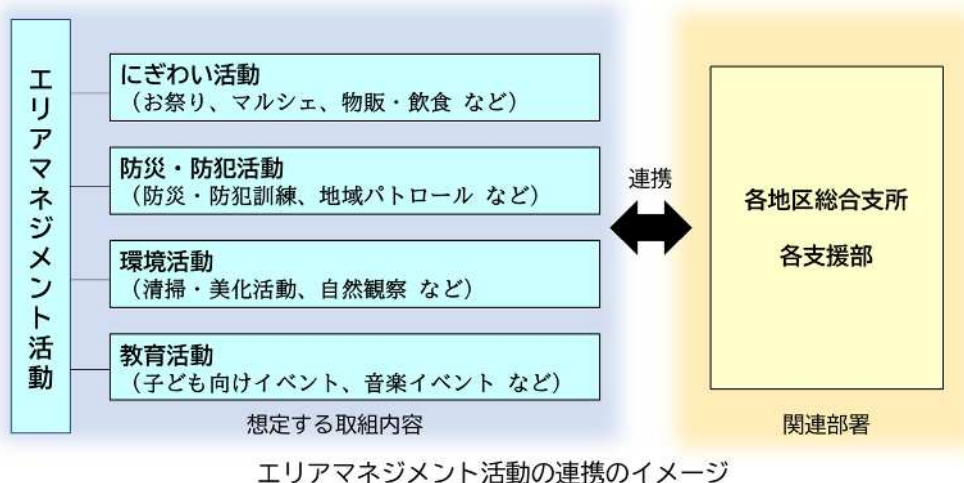 エリアマネジメント活動
にぎわい活動
（お祭り、マルシェ、物販・飲食 など）
防災・防犯活動
（防災・防犯訓練、地域パトロール など）
環境活動
（清掃・美化活動、自然観察 など）
教育活動
（子ども向けイベント、音楽イベント など）
想定する取組内容
連携
各地区総合支所
各支援部
関連部署
エリアマネジメント活動の連携のイメージ